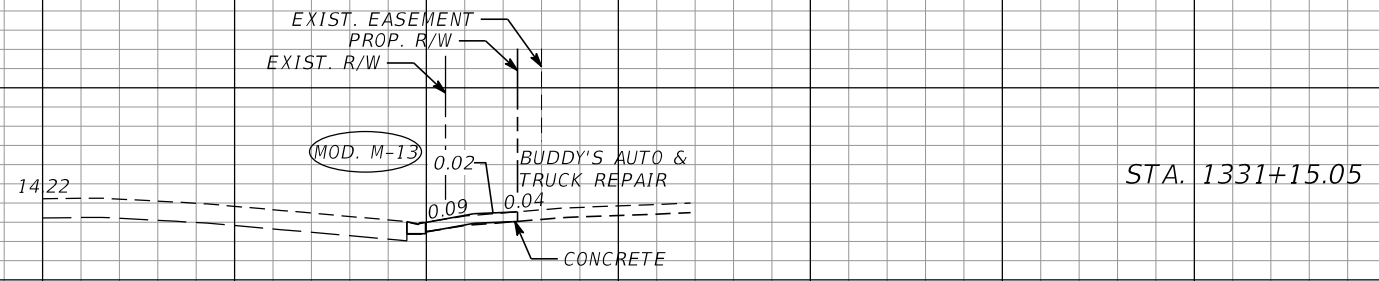 EXIST. EASEMENT
PROP. R/W
EXIST. R/W
MOD. M-13
0.02
BUDDY'S AUTO &
TRUCK REPAIR
STA. 1331+15.05
14.22
0.09
0.04
CONCRETE